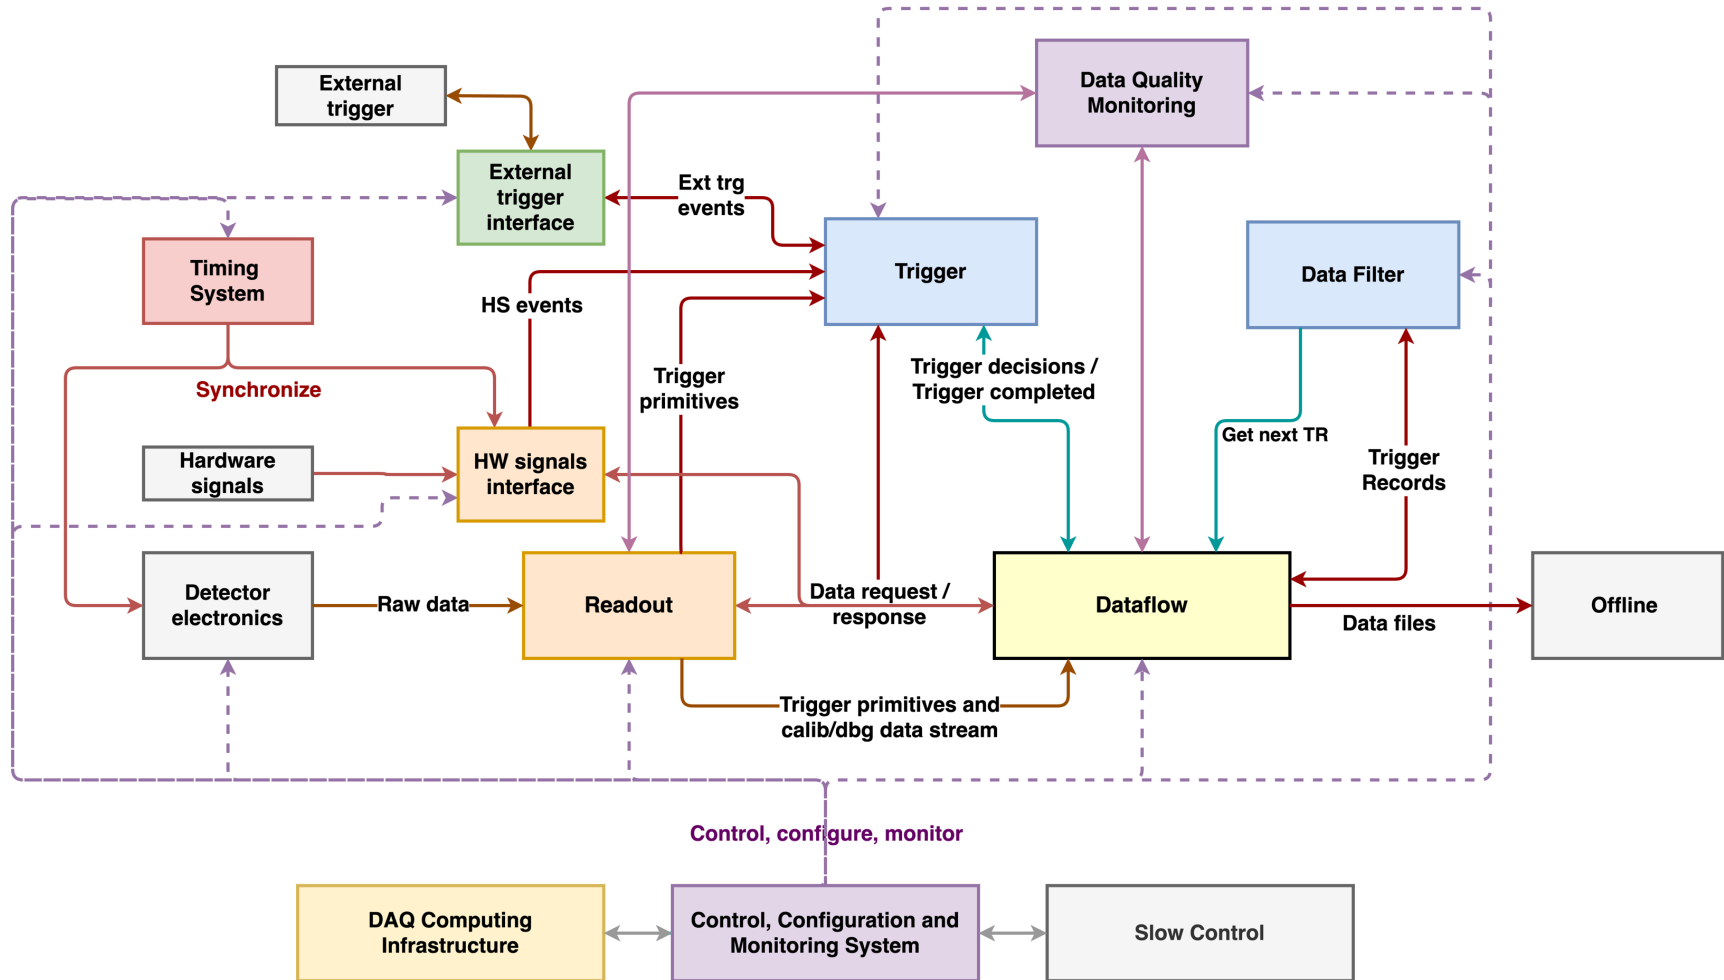 External
trigger
Data Quality
Monitoring
External
trigger
interface
Ext trg
events
Timing
System
Trigger
Data Filter
HS events
Synchronize
Trigger
primitives
Trigger decisions /
Trigger completed
Get next TR
Hardware
signals
HW signals
interface
Trigger
Records
Detector
electronics
Raw data
Readout
Data request /
response
Dataflow
Data files
Offline
Trigger primitives and
calib/dbg data stream
Control, configure, monitor
DAQ Computing
Infrastructure
Control, Configuration and
Monitoring System
Slow Control